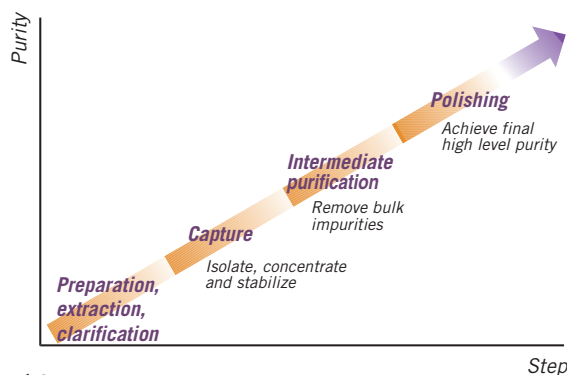 Purity
Polishing
Achieve final
high level purity
Intermediate
purification
Remove bulk
impurities
Capture
Isolate, concentrate
and stabilize
Preparation,
extraction,
clarification
Step